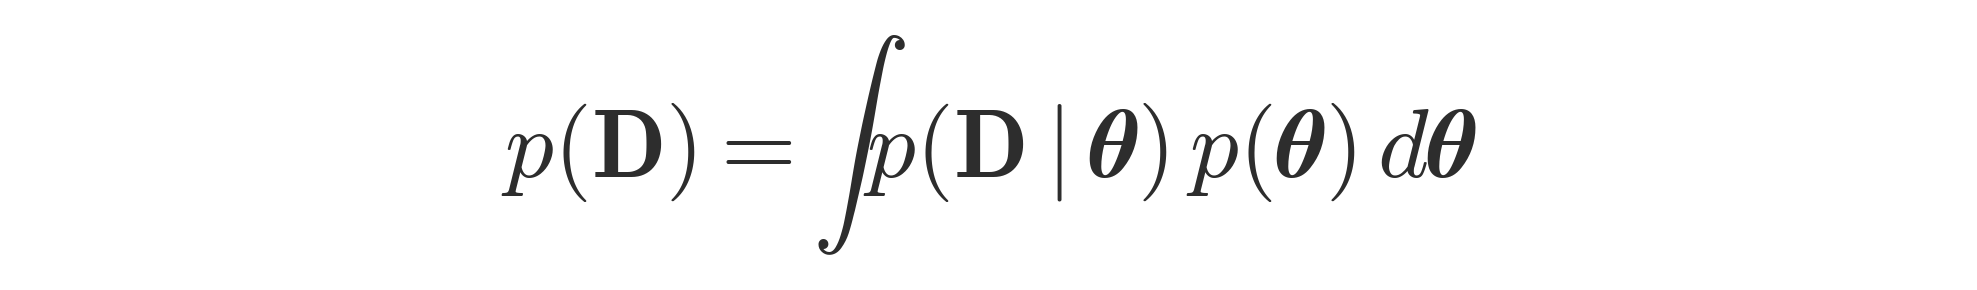 p(𝐃) = ∫ p(𝐃 | 𝜽) p(𝜽) d𝜽